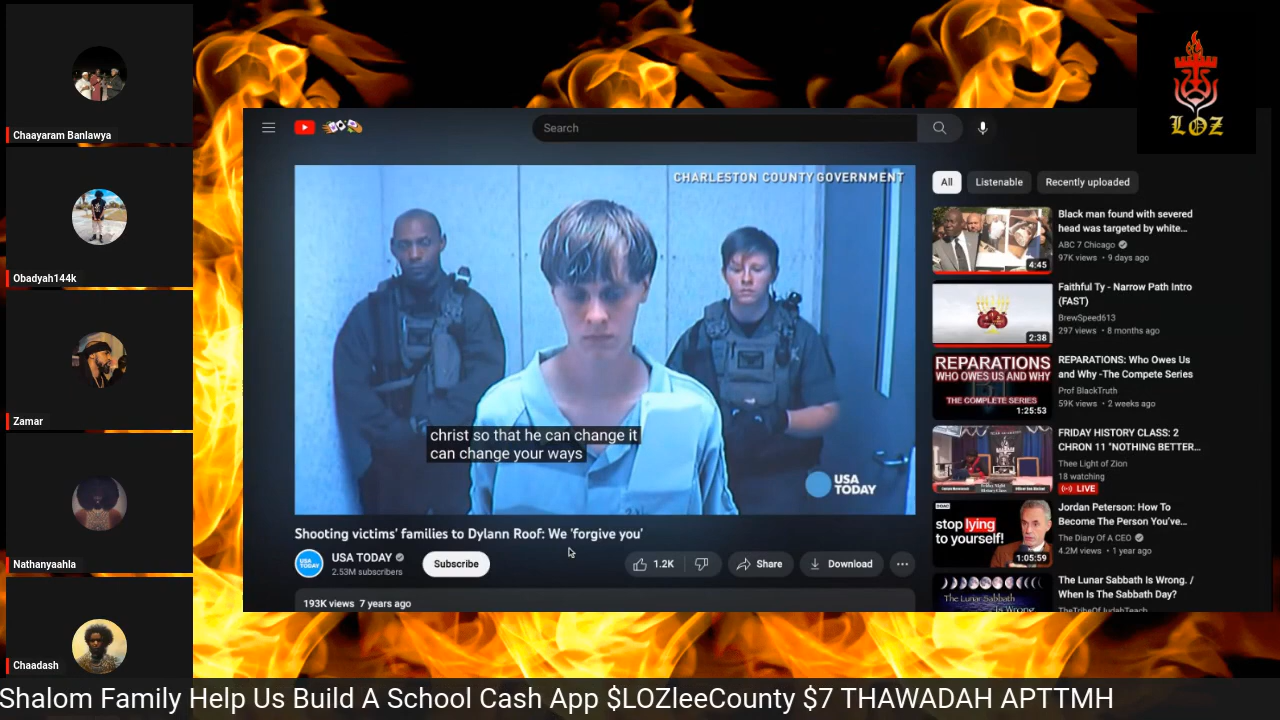 Chaayaram Banlawya
Obadyah144k
Zamar
Nathanyaahla
Chaadash
Search
LOZ
CHARLESTON COUNTY GOVERNMENT
christ so that he can change it
can change your ways
USA
TODAY
Shooting victims' families to Dylann Roof: We 'forgive you'
USA TODAY
USA TODAY
2.53M subscribers
Subscribe
1.2K
Share
Download
193K views 7 years ago
All
Listenable
Recently uploaded
4:45
Black man found with severed
head was targeted by white...
ABC 7 Chicago
97K views • 9 days ago
2:38
Faithful Ty - Narrow Path Intro
(FAST)
BrewSpeed613
297 views • 8 months ago
REPARATIONS
WHO OWES US AND WHY
THE COMPLETE SERIES
1:25:53
REPARATIONS: Who Owes Us
and Why -The Compete Series
Prof BlackTruth
59K views • 2 weeks ago
FRIDAY HISTORY CLASS: 2
CHRON 11 "NOTHING BETTER...
Thee Light of Zion
18 watching
LIVE
stop lying
to yourself!
1:05:59
Jordan Peterson: How To
Become The Person You've...
The Diary Of A CEO
4.2M views • 1 year ago
The Lunar Sabbath
Is Wrong
The Lunar Sabbath Is Wrong. /
When Is The Sabbath Day?
TheTribeOfJudahTeach
Shalom Family Help Us Build A School Cash App $LOZleeCounty $7 THAWADAH APTTMH